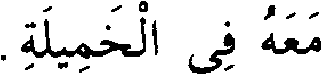 مَعَهُ فِي الْخَمِيلَةِ .